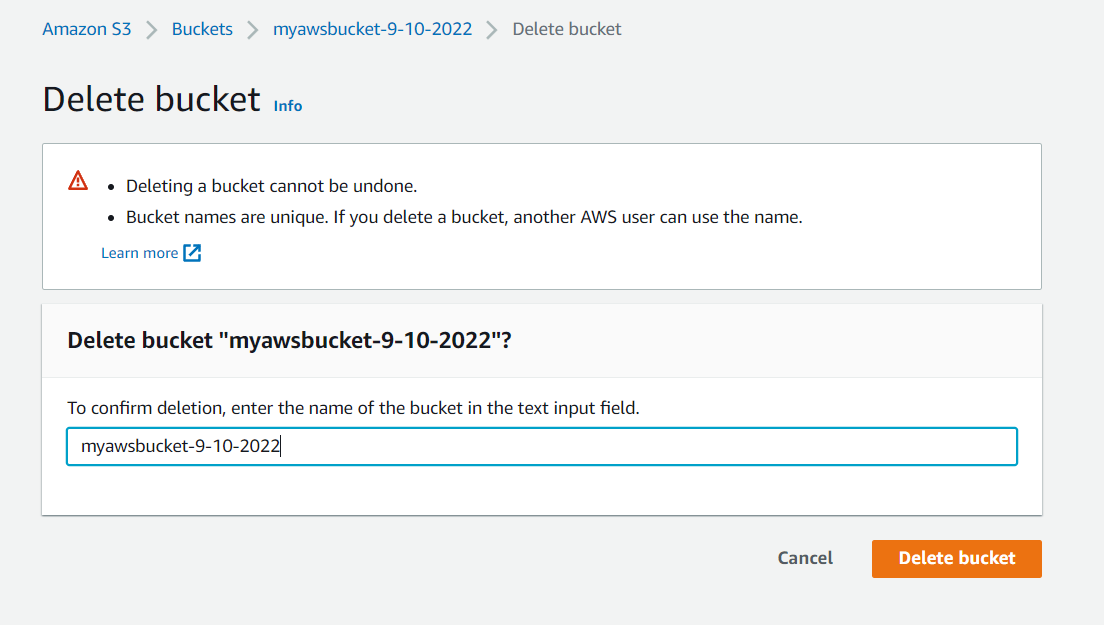 Amazon S3 > Buckets > myawsbucket-9-10-2022 > Delete bucket
Delete bucket Info
• Deleting a bucket cannot be undone.
• Bucket names are unique. If you delete a bucket, another AWS user can use the name.
Learn more
Delete bucket "myawsbucket-9-10-2022"?
To confirm deletion, enter the name of the bucket in the text input field.
myawsbucket-9-10-2022
Cancel Delete bucket